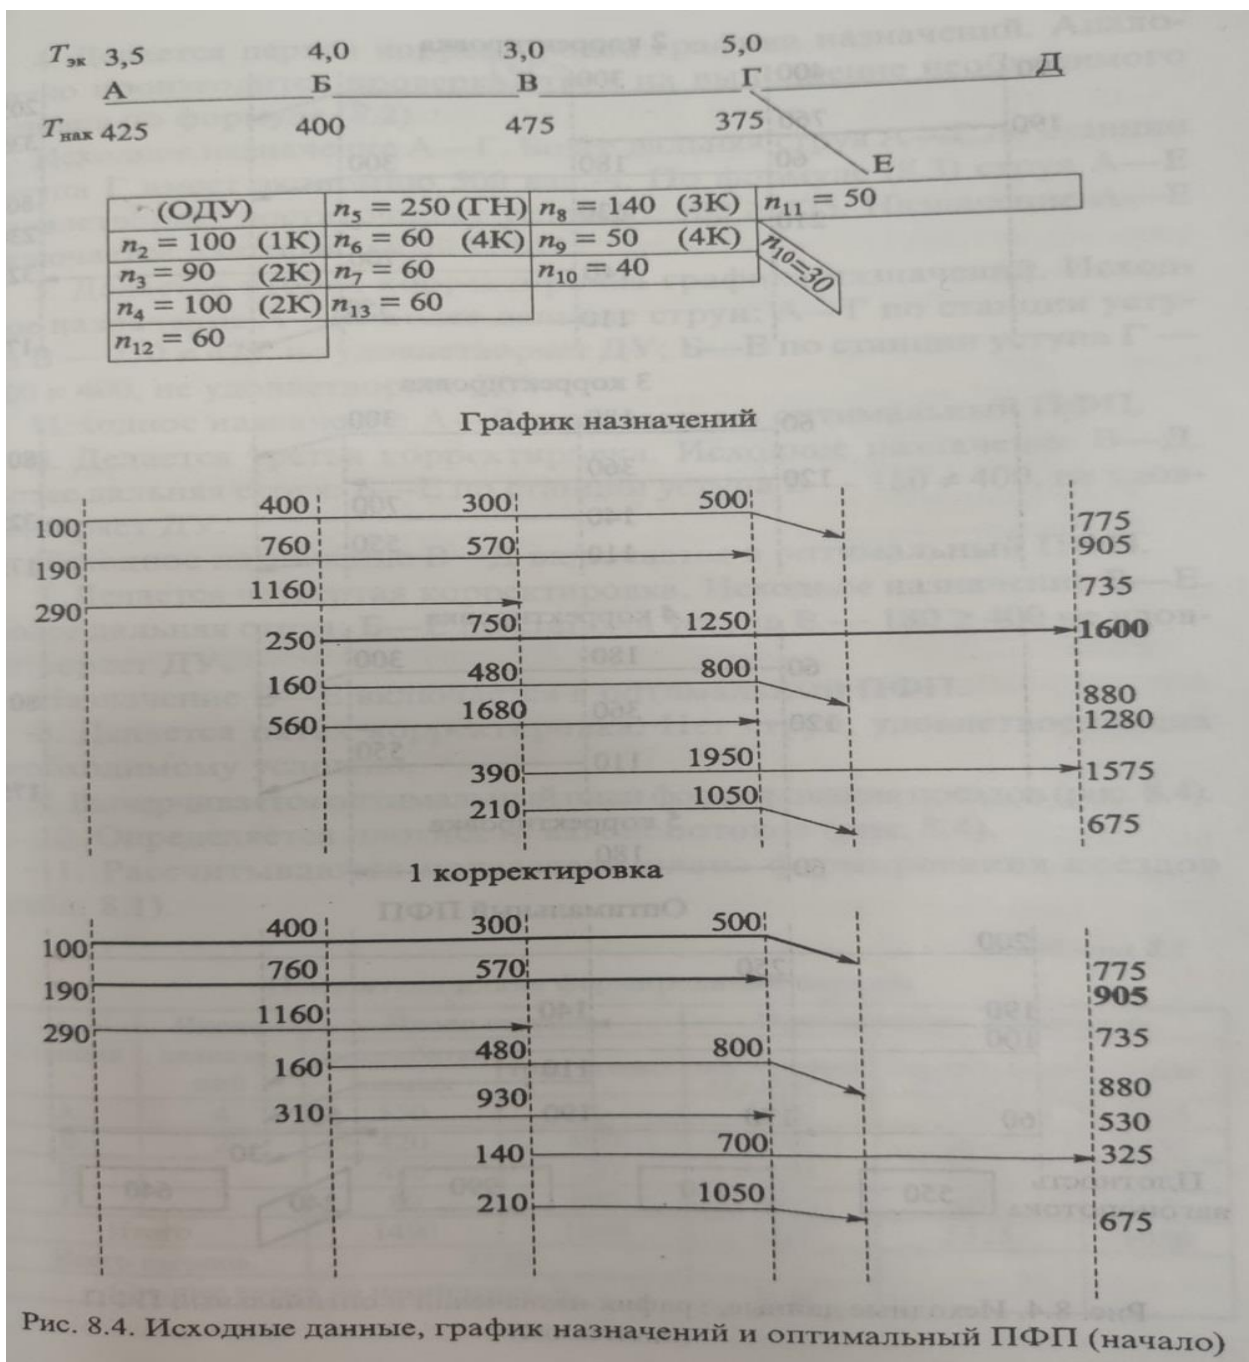 Tэк 3,5 4,0 3,0 5,0
А Б В Г Д
Tнак 425 400 475 375
Е
(ОДУ) n5 = 250 (ГН) n8 = 140 (3К) n11 = 50
n2 = 100 (1К) n6 = 60 (4К) n9 = 50 (4К)
n3 = 90 (2К) n7 = 60 n10 = 40 n10=30
n4 = 100 (2К) n13 = 60
n12 = 60
График назначений
100 400 300 500 775
190 760 570 905
290 1160 735
250 750 1250 1600
160 480 800 880
560 1680 1280
390 1950 1575
210 1050 675
1 корректировка
100 400 300 500 775
190 760 570 905
290 1160 735
160 480 800 880
310 930 530
140 700 325
210 1050 675
Рис. 8.4. Исходные данные, график назначений и оптимальный ПФП (начало)